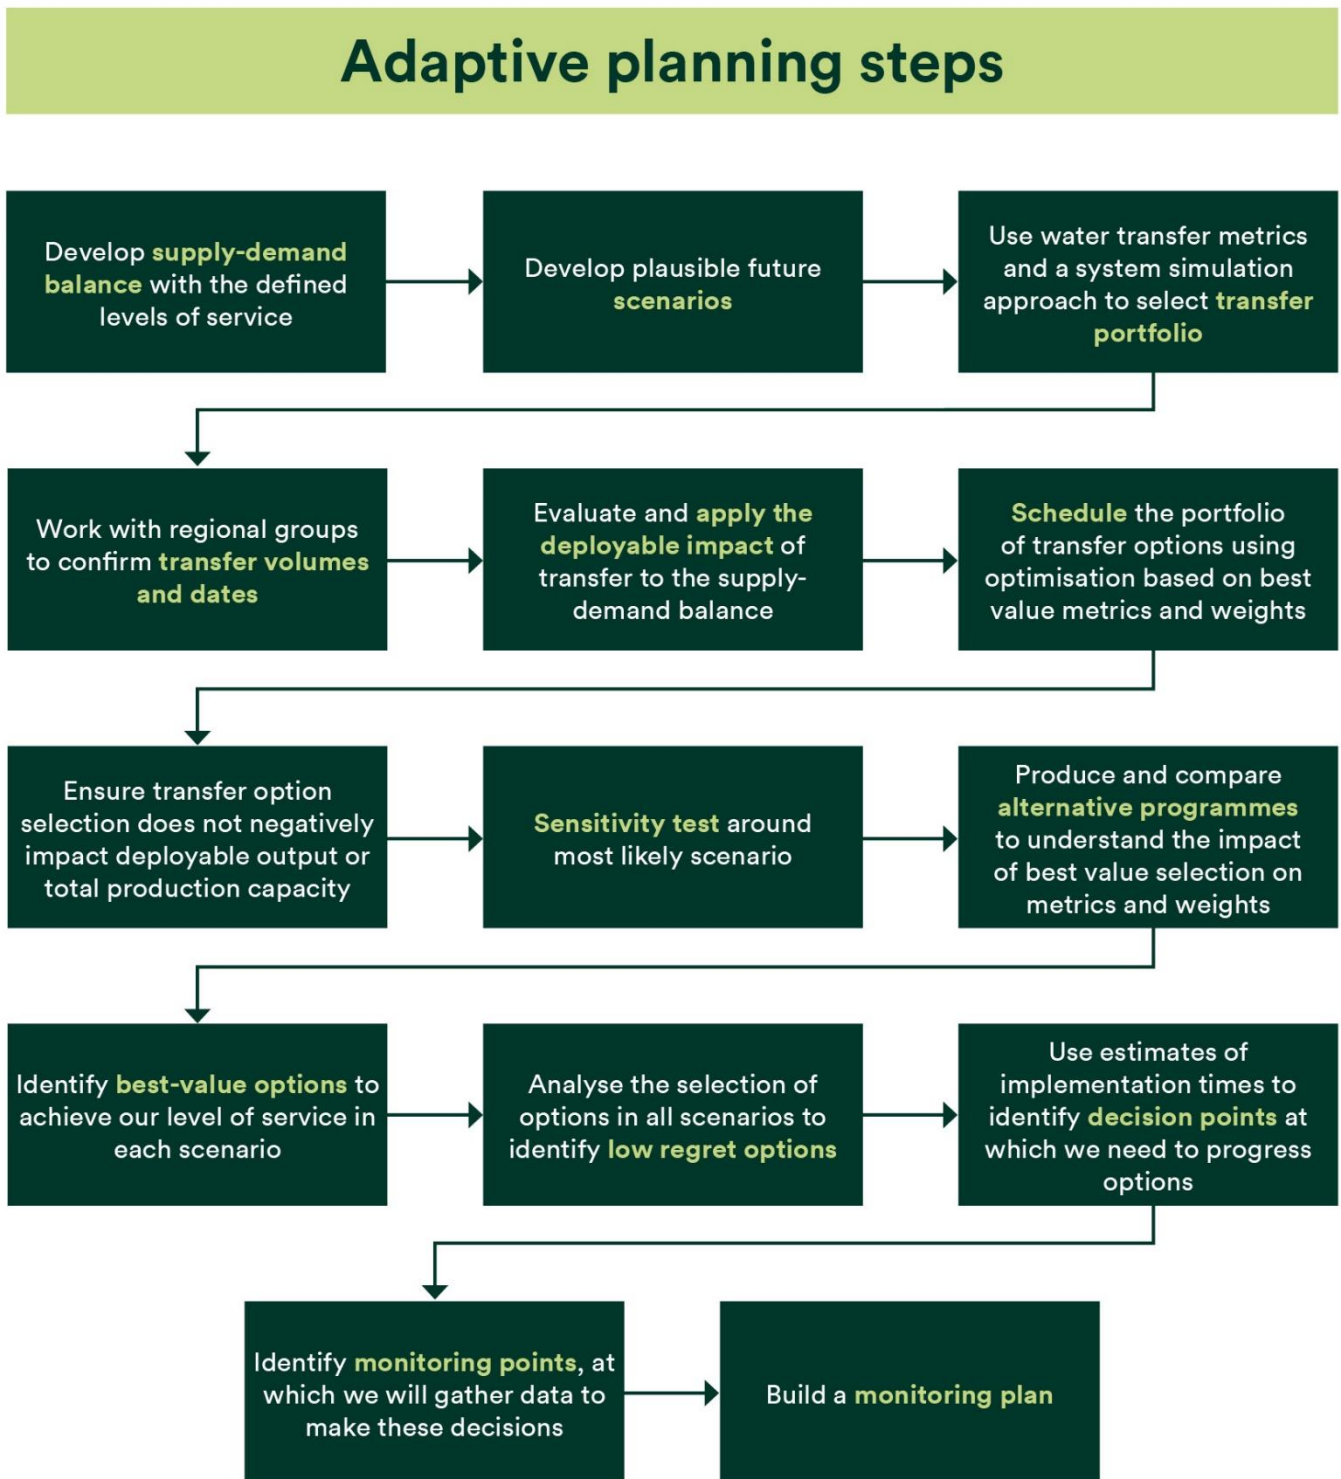 Adaptive planning steps
Develop supply-demand
balance with the defined
levels of service
Develop plausible future
scenarios
Use water transfer metrics
and a system simulation
approach to select transfer
portfolio
Work with regional groups
to confirm transfer volumes
and dates
Evaluate and apply the
deployable impact of
transfer to the supply-
demand balance
Schedule the portfolio
of transfer options using
optimisation based on best
value metrics and weights
Ensure transfer option
selection does not negatively
impact deployable output or
total production capacity
Sensitivity test around
most likely scenario
Produce and compare
alternative programmes
to understand the impact
of best value selection on
metrics and weights
Identify best-value options to
achieve our level of service in
each scenario
Analyse the selection of
options in all scenarios to
identify low regret options
Use estimates of
implementation times to
identify decision points at
which we need to progress
options
Identify monitoring points, at
which we will gather data to
make these decisions
Build a monitoring plan